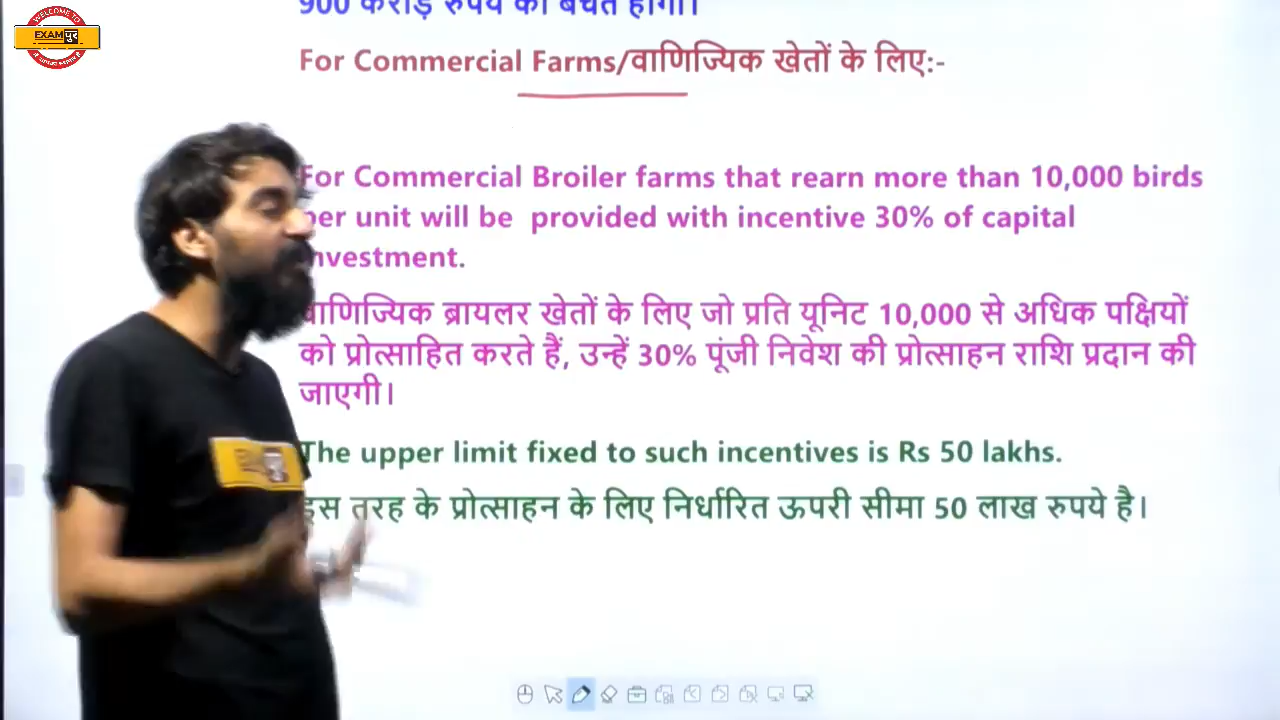 WELCOME TO
EXAM पुर
900 करोड़ रुपये की बचत होगी।
For Commercial Farms/वाणिज्यिक खेतों के लिए:-
For Commercial Broiler farms that rearn more than 10,000 birds
per unit will be provided with incentive 30% of capital
investment.
वाणिज्यिक ब्रायलर खेतों के लिए जो प्रति यूनिट 10,000 से अधिक पक्षियों
को प्रोत्साहित करते हैं, उन्हें 30% पूंजी निवेश की प्रोत्साहन राशि प्रदान की
जाएगी।
The upper limit fixed to such incentives is Rs 50 lakhs.
इस तरह के प्रोत्साहन के लिए निर्धारित ऊपरी सीमा 50 लाख रुपये है।